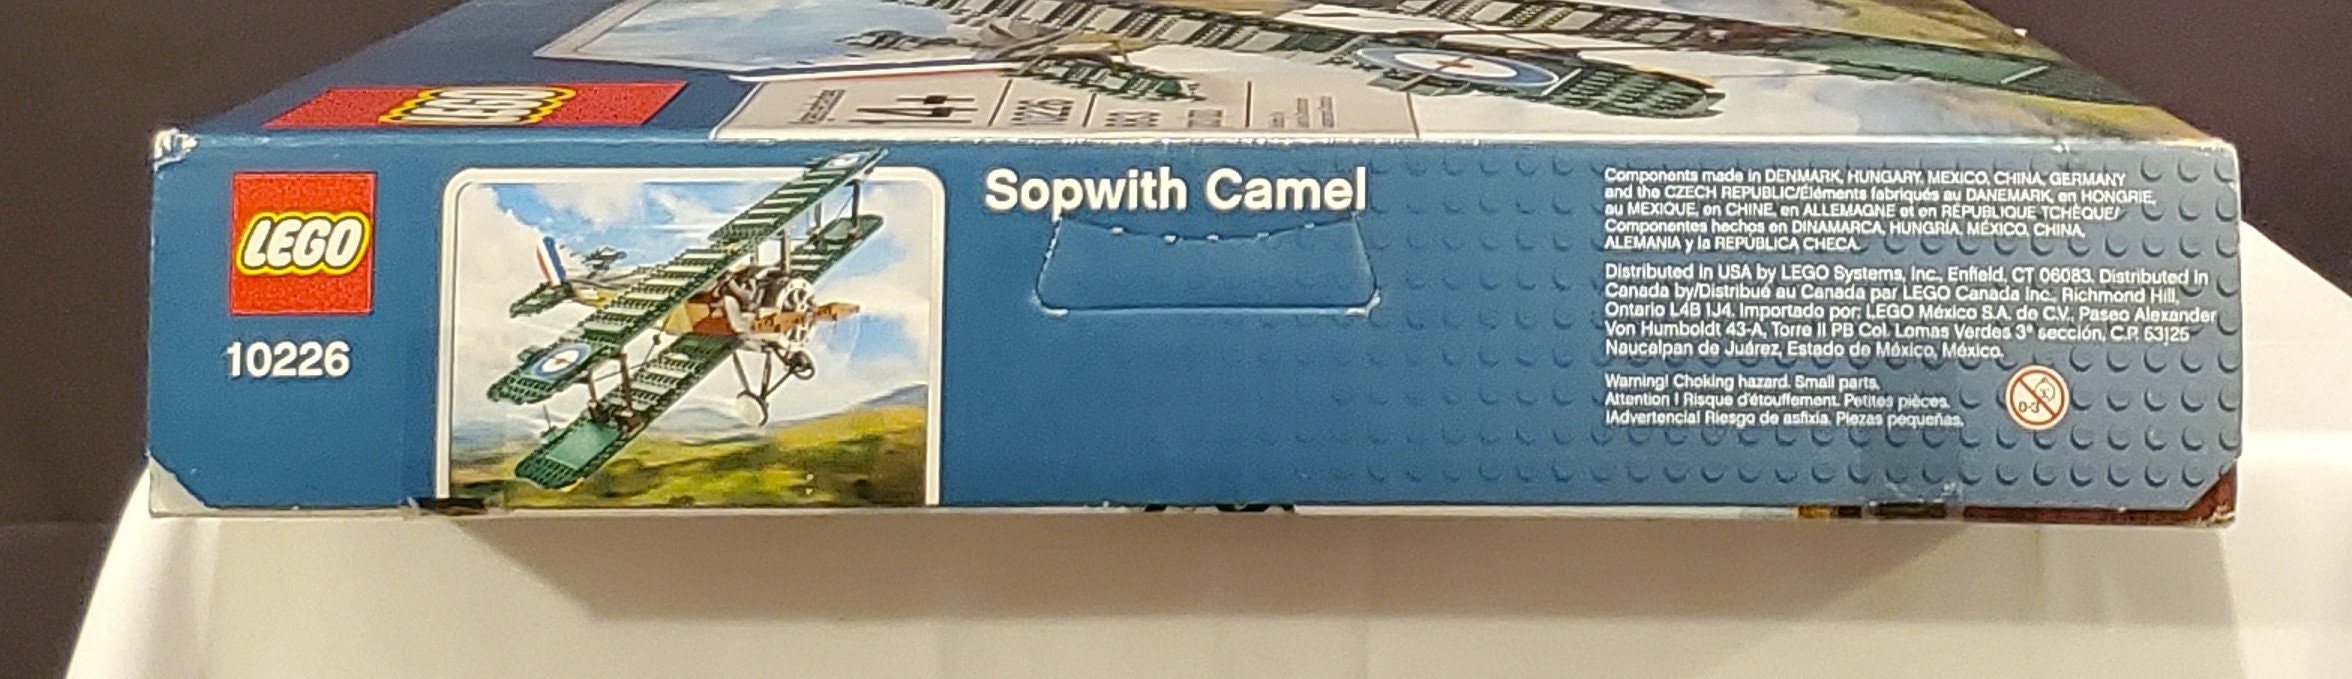 LEGO
14+
10226
LEGO
10226
Sopwith Camel
Components made in DENMARK, HUNGARY, MEXICO, CHINA, GERMANY
and the CZECH REPUBLIC/Éléments fabriqués au DANEMARK, en HONGRIE,
au MEXIQUE, en CHINE, en ALLEMAGNE et en RÉPUBLIQUE TCHÈQUE/
Componentes hechos en DINAMARCA, HUNGRÍA, MÉXICO, CHINA,
ALEMANIA y la REPÚBLICA CHECA.
Distributed in USA by LEGO Systems, Inc., Enfield, CT 06083. Distributed in
Canada by/Distribué au Canada par LEGO Canada Inc. Richmond Hill,
Ontario L4B 1J4. Importado por: LEGO México S.A. de C.V., Paseo Alexander
Von Humboldt 43-A, Torre II PB Col. Lomas Verdes 3ª sección, C.P. 53125
Naucalpan de Juárez, Estado de México, México.
Warning! Choking hazard. Small parts.
Attention ! Risque d'étouffement. Petites pièces.
¡Advertencia! Riesgo de asfixia. Piezas pequeñas.
0-3